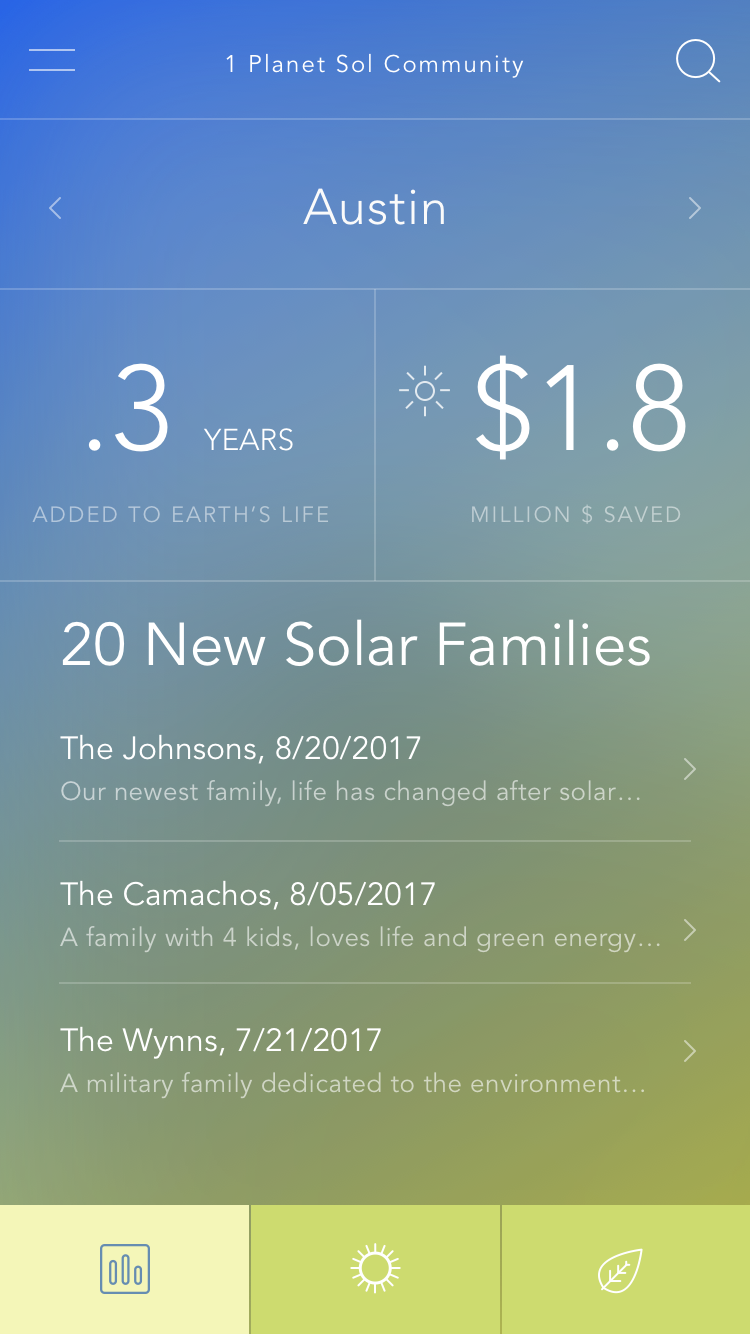 1 Planet Sol Community
Austin
.3 YEARS
ADDED TO EARTH’S LIFE
$1.8
MILLION $ SAVED
20 New Solar Families
The Johnsons, 8/20/2017
Our newest family, life has changed after solar…
The Camachos, 8/05/2017
A family with 4 kids, loves life and green energy…
The Wynns, 7/21/2017
A military family dedicated to the environment…